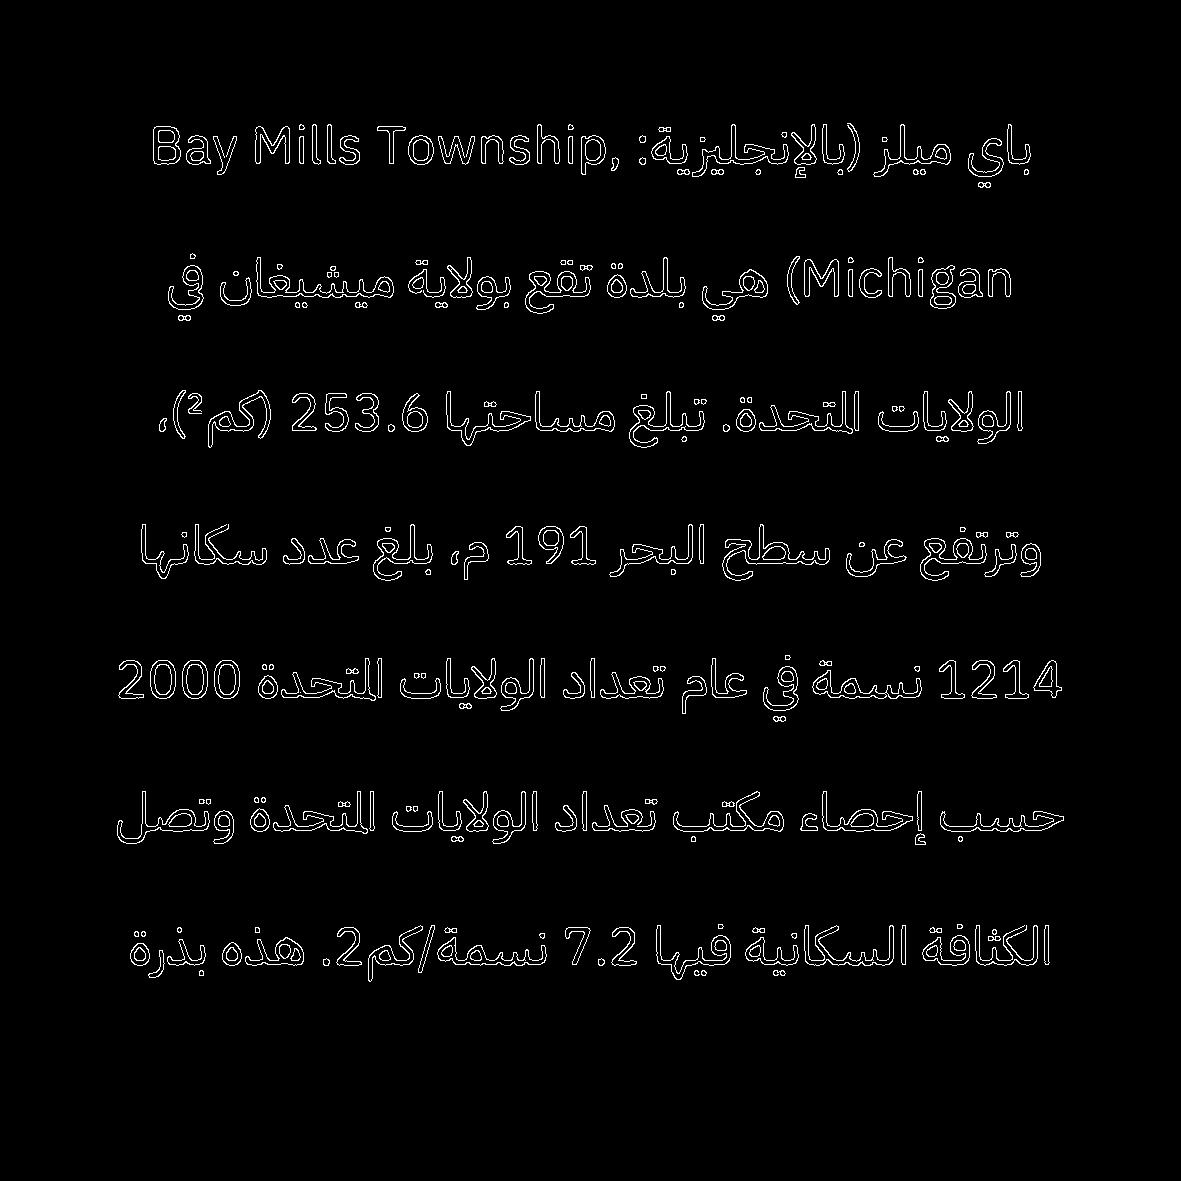 باي ميلز (بالإنجليزية: Bay Mills Township,
Michigan) هي بلدة تقع بولاية ميشيغان في
الولايات المتحدة. تبلغ مساحتها 253.6 (كم²)،
وترتفع عن سطح البحر 191 م، بلغ عدد سكانها
1214 نسمة في عام تعداد الولايات المتحدة 2000
حسب إحصاء مكتب تعداد الولايات المتحدة وتصل
الكثافة السكانية فيها 7.2 نسمة/كم2. هذه بذرة